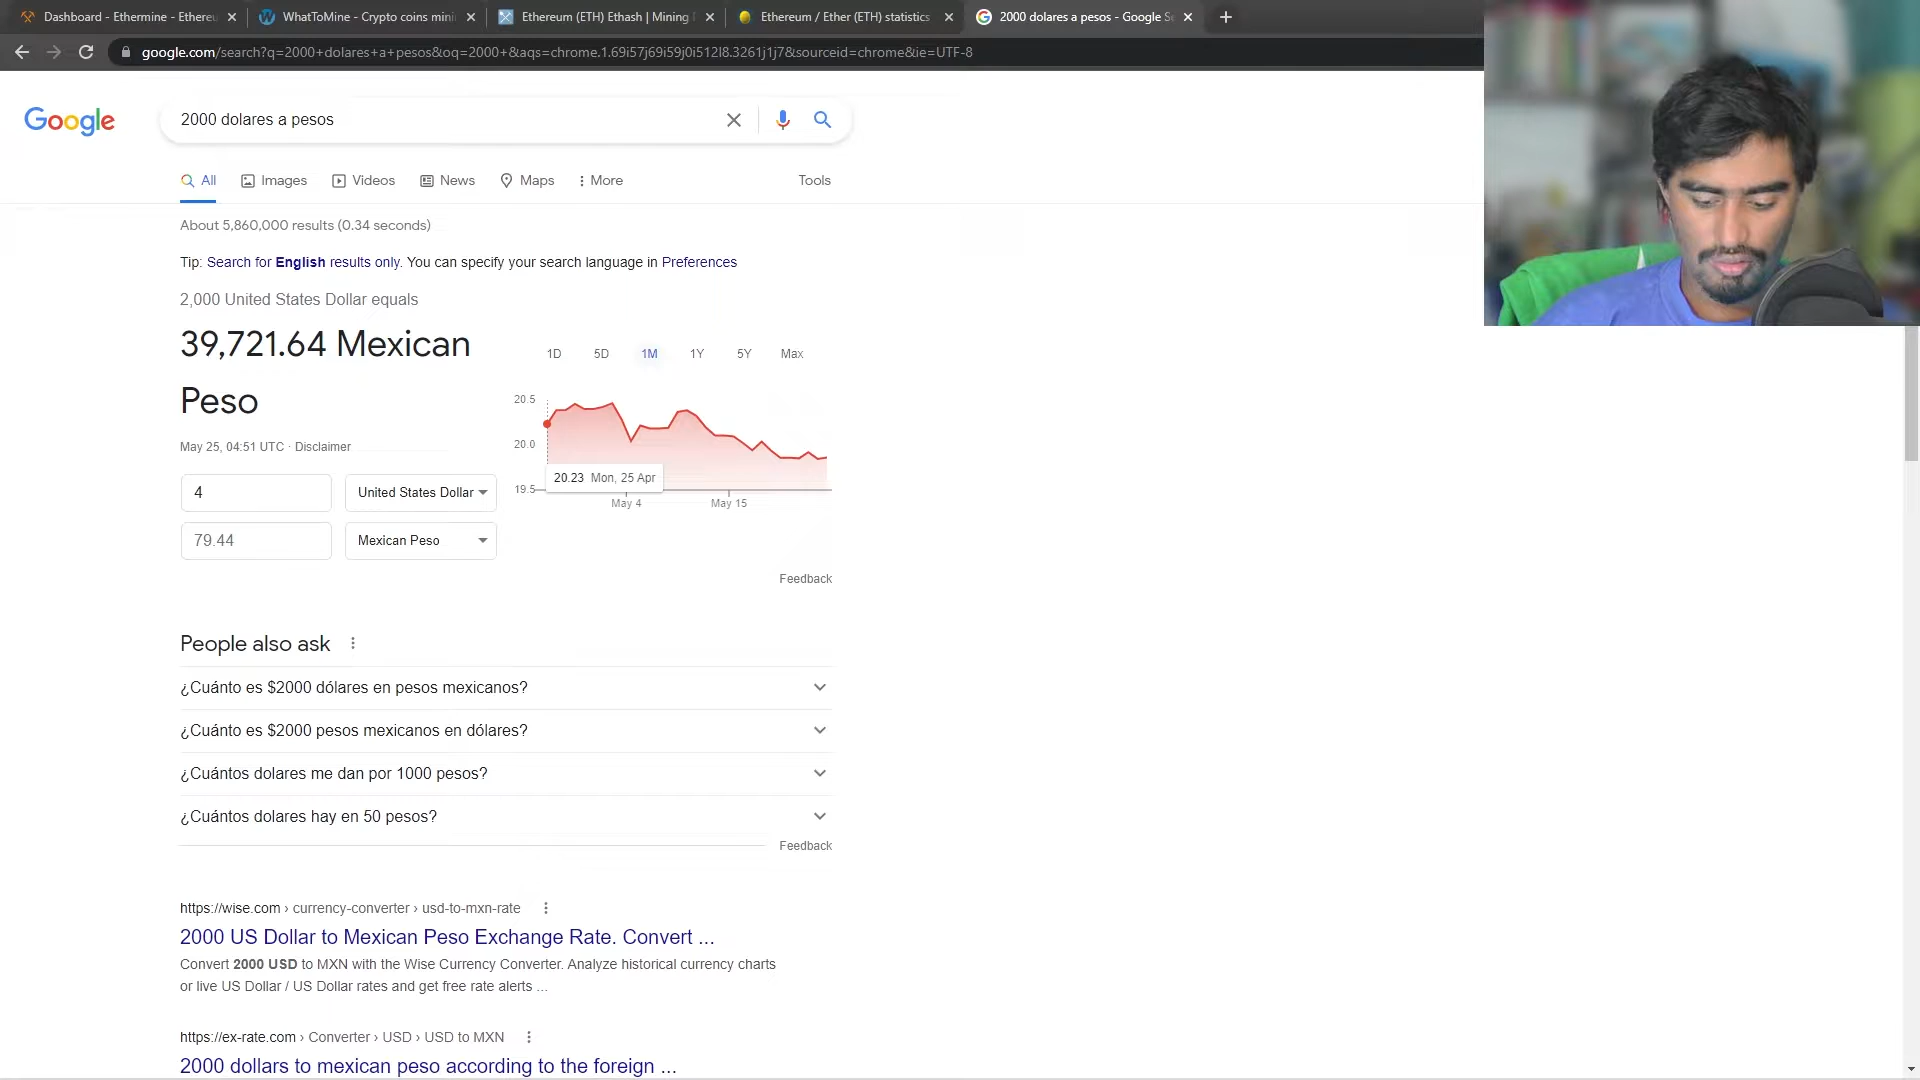 Dashboard - Ethermine - Ethereu
WhatToMine - Crypto coins mini
Ethereum (ETH) Ethash | Mining
Ethereum / Ether (ETH) statistics
2000 dolares a pesos - Google Se
google.com/search?q=2000+dolares+a+pesos&oq=2000+&aqs=chrome.1.69i57j69i59j0i512l8.3261j1j7&sourceid=chrome&ie=UTF-8
Google
2000 dolares a pesos
All
Images
Videos
News
Maps
More
Tools
About 5,860,000 results (0.34 seconds)
Tip: Search for English results only. You can specify your search language in Preferences
2,000 United States Dollar equals
39,721.64 Mexican
Peso
May 25, 04:51 UTC · Disclaimer
4
United States Dollar
79.44
Mexican Peso
1D
5D
1M
1Y
5Y
Max
20.5
20.0
19.5
20.23 Mon, 25 Apr
May 4
May 15
Feedback
People also ask
¿Cuánto es $2000 dólares en pesos mexicanos?
¿Cuánto es $2000 pesos mexicanos en dólares?
¿Cuántos dolares me dan por 1000 pesos?
¿Cuántos dolares hay en 50 pesos?
Feedback
https://wise.com › currency-converter › usd-to-mxn-rate
2000 US Dollar to Mexican Peso Exchange Rate. Convert ...
Convert 2000 USD to MXN with the Wise Currency Converter. Analyze historical currency charts
or live US Dollar / US Dollar rates and get free rate alerts ...
https://ex-rate.com › Converter › USD › USD to MXN
2000 dollars to mexican peso according to the foreign ...